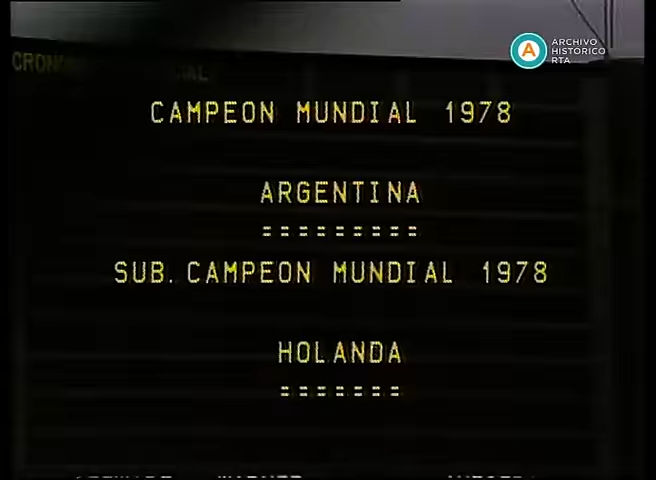 ARCHIVO
HISTORICO
RTA
CAMPEON MUNDIAL 1978
ARGENTINA
=========
SUB. CAMPEON MUNDIAL 1978
HOLANDA
=======